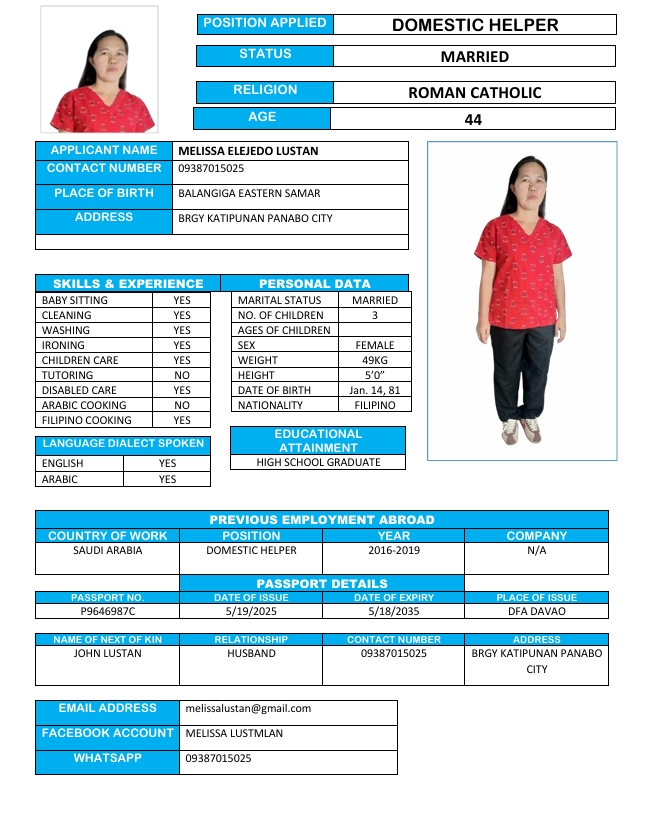 POSITION APPLIED DOMESTIC HELPER
STATUS MARRIED
RELIGION ROMAN CATHOLIC
AGE 44
APPLICANT NAME MELISSA ELEJEDO LUSTAN
CONTACT NUMBER 09387015025
PLACE OF BIRTH BALANGIGA EASTERN SAMAR
ADDRESS BRGY KATIPUNAN PANABO CITY
SKILLS & EXPERIENCE PERSONAL DATA
BABY SITTING YES MARITAL STATUS MARRIED
CLEANING YES NO. OF CHILDREN 3
WASHING YES AGES OF CHILDREN
IRONING YES SEX FEMALE
CHILDREN CARE YES WEIGHT 49KG
TUTORING NO HEIGHT 5’0”
DISABLED CARE YES DATE OF BIRTH Jan. 14, 81
ARABIC COOKING NO NATIONALITY FILIPINO
FILIPINO COOKING YES
LANGUAGE DIALECT SPOKEN
ENGLISH YES
ARABIC YES
EDUCATIONAL
ATTAINMENT
HIGH SCHOOL GRADUATE
PREVIOUS EMPLOYMENT ABROAD
COUNTRY OF WORK POSITION YEAR COMPANY
SAUDI ARABIA DOMESTIC HELPER 2016-2019 N/A
PASSPORT DETAILS
PASSPORT NO. DATE OF ISSUE DATE OF EXPIRY PLACE OF ISSUE
P9646987C 5/19/2025 5/18/2035 DFA DAVAO
NAME OF NEXT OF KIN RELATIONSHIP CONTACT NUMBER ADDRESS
JOHN LUSTAN HUSBAND 09387015025 BRGY KATIPUNAN PANABO
CITY
EMAIL ADDRESS melissalustan@gmail.com
FACEBOOK ACCOUNT MELISSA LUSTMLAN
WHATSAPP 09387015025